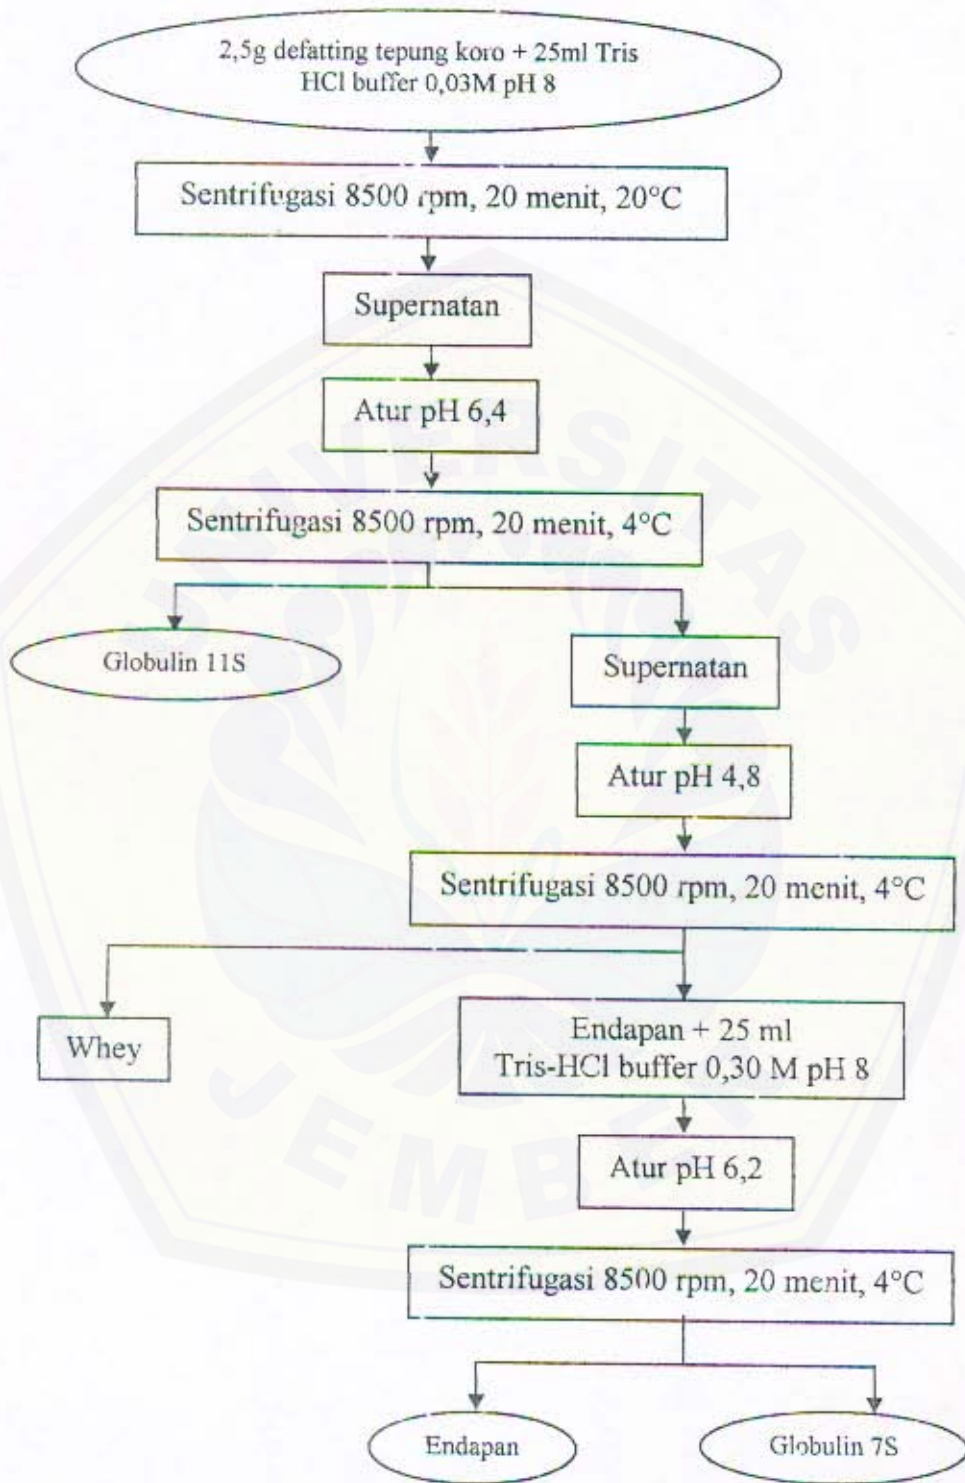 2,5g defatting tepung koro + 25ml Tris
HCl buffer 0,03M pH 8
Sentrifugasi 8500 rpm, 20 menit, 20°C
Supernatan
Atur pH 6,4
Sentrifugasi 8500 rpm, 20 menit, 4°C
Globulin 11S
Supernatan
Atur pH 4,8
Sentrifugasi 8500 rpm, 20 menit, 4°C
Whey
Endapan + 25 ml
Tris-HCl buffer 0,30 M pH 8
Atur pH 6,2
Sentrifugasi 8500 rpm, 20 menit, 4°C
Endapan
Globulin 7S
UNIVERSITAS
JEMBER